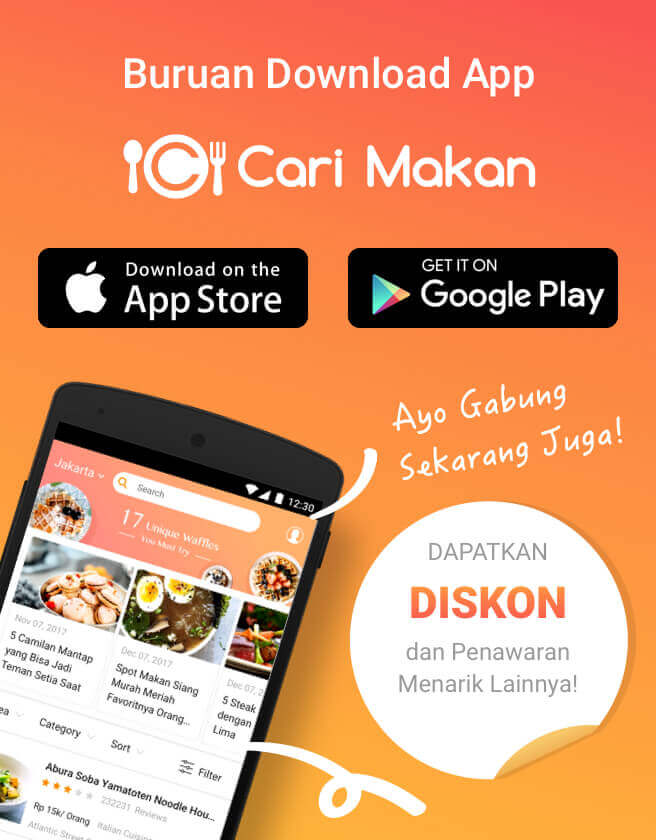 Buruan Download App
Cari Makan
Download on the
App Store
GET IT ON
Google Play
Ayo Gabung
Sekarang Juga!
Jakarta
Search
12:30
17 Unique Waffles
You Must Try
Nov 07, 2017
5 Camilan Mantap
yang Bisa Jadi
Teman Setia Saat
Dec 07, 2017
Spot Makan Siang
Murah Meriah
Favoritnya Orang...
Dec 07, 2
5 Steak
dengan
Lima
Category
Sort
Filter
Abura Soba Yamatoten Noodle Hou...
232231 Reviews
Rp 15k/ Orang
Italian Cuisin
Atlantic Street
DAPATKAN
DISKON
dan Penawaran
Menarik Lainnya!